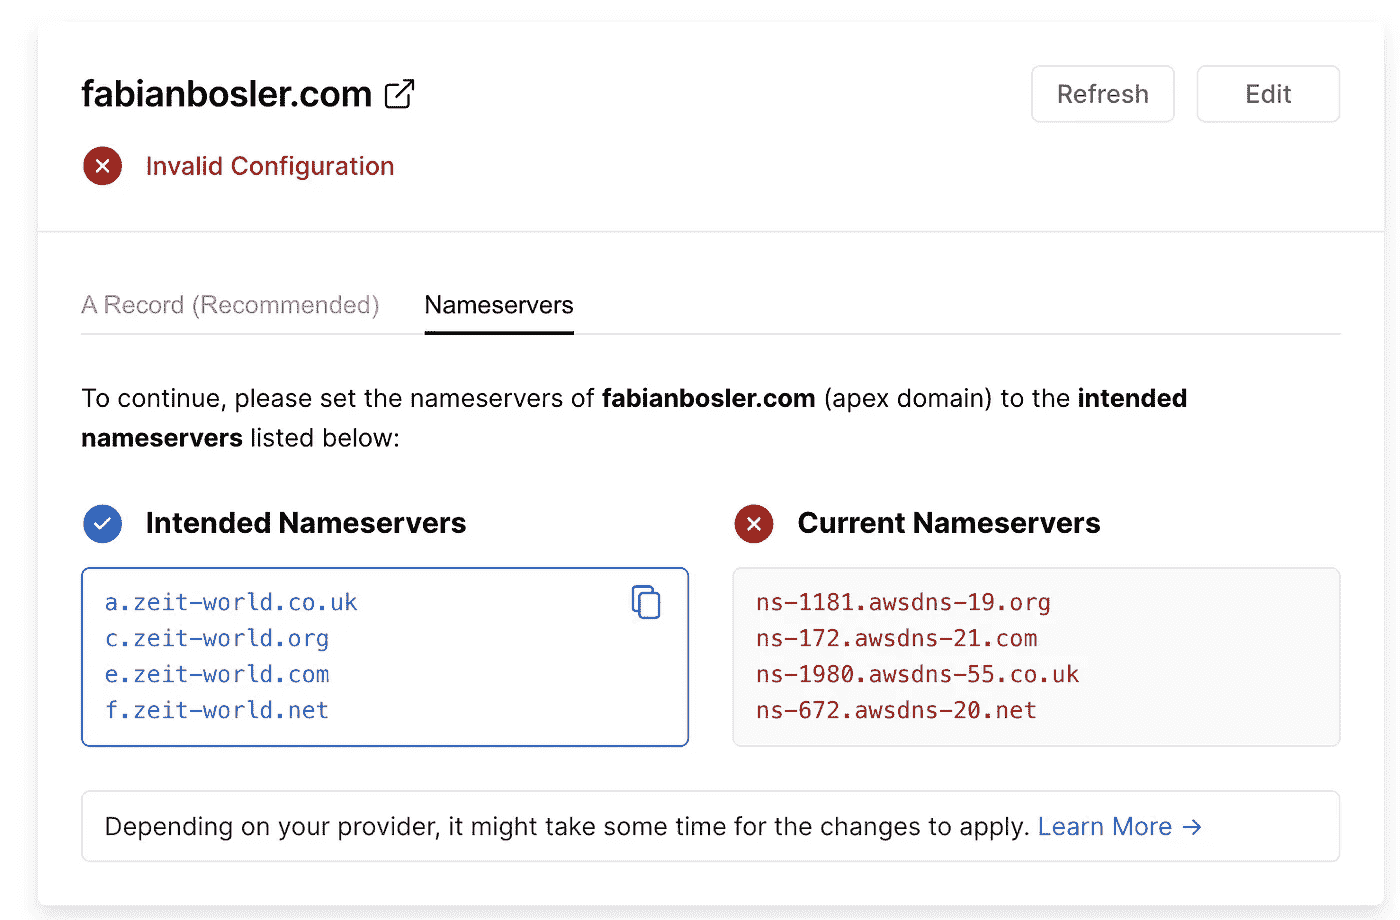 fabianbosler.com
Refresh
Edit
Invalid Configuration
A Record (Recommended)
Nameservers
To continue, please set the nameservers of fabianbosler.com (apex domain) to the intended
nameservers listed below:
Intended Nameservers
a.zeit-world.co.uk
c.zeit-world.org
e.zeit-world.com
f.zeit-world.net
Current Nameservers
ns-1181.awsdns-19.org
ns-172.awsdns-21.com
ns-1980.awsdns-55.co.uk
ns-672.awsdns-20.net
Depending on your provider, it might take some time for the changes to apply. Learn More →